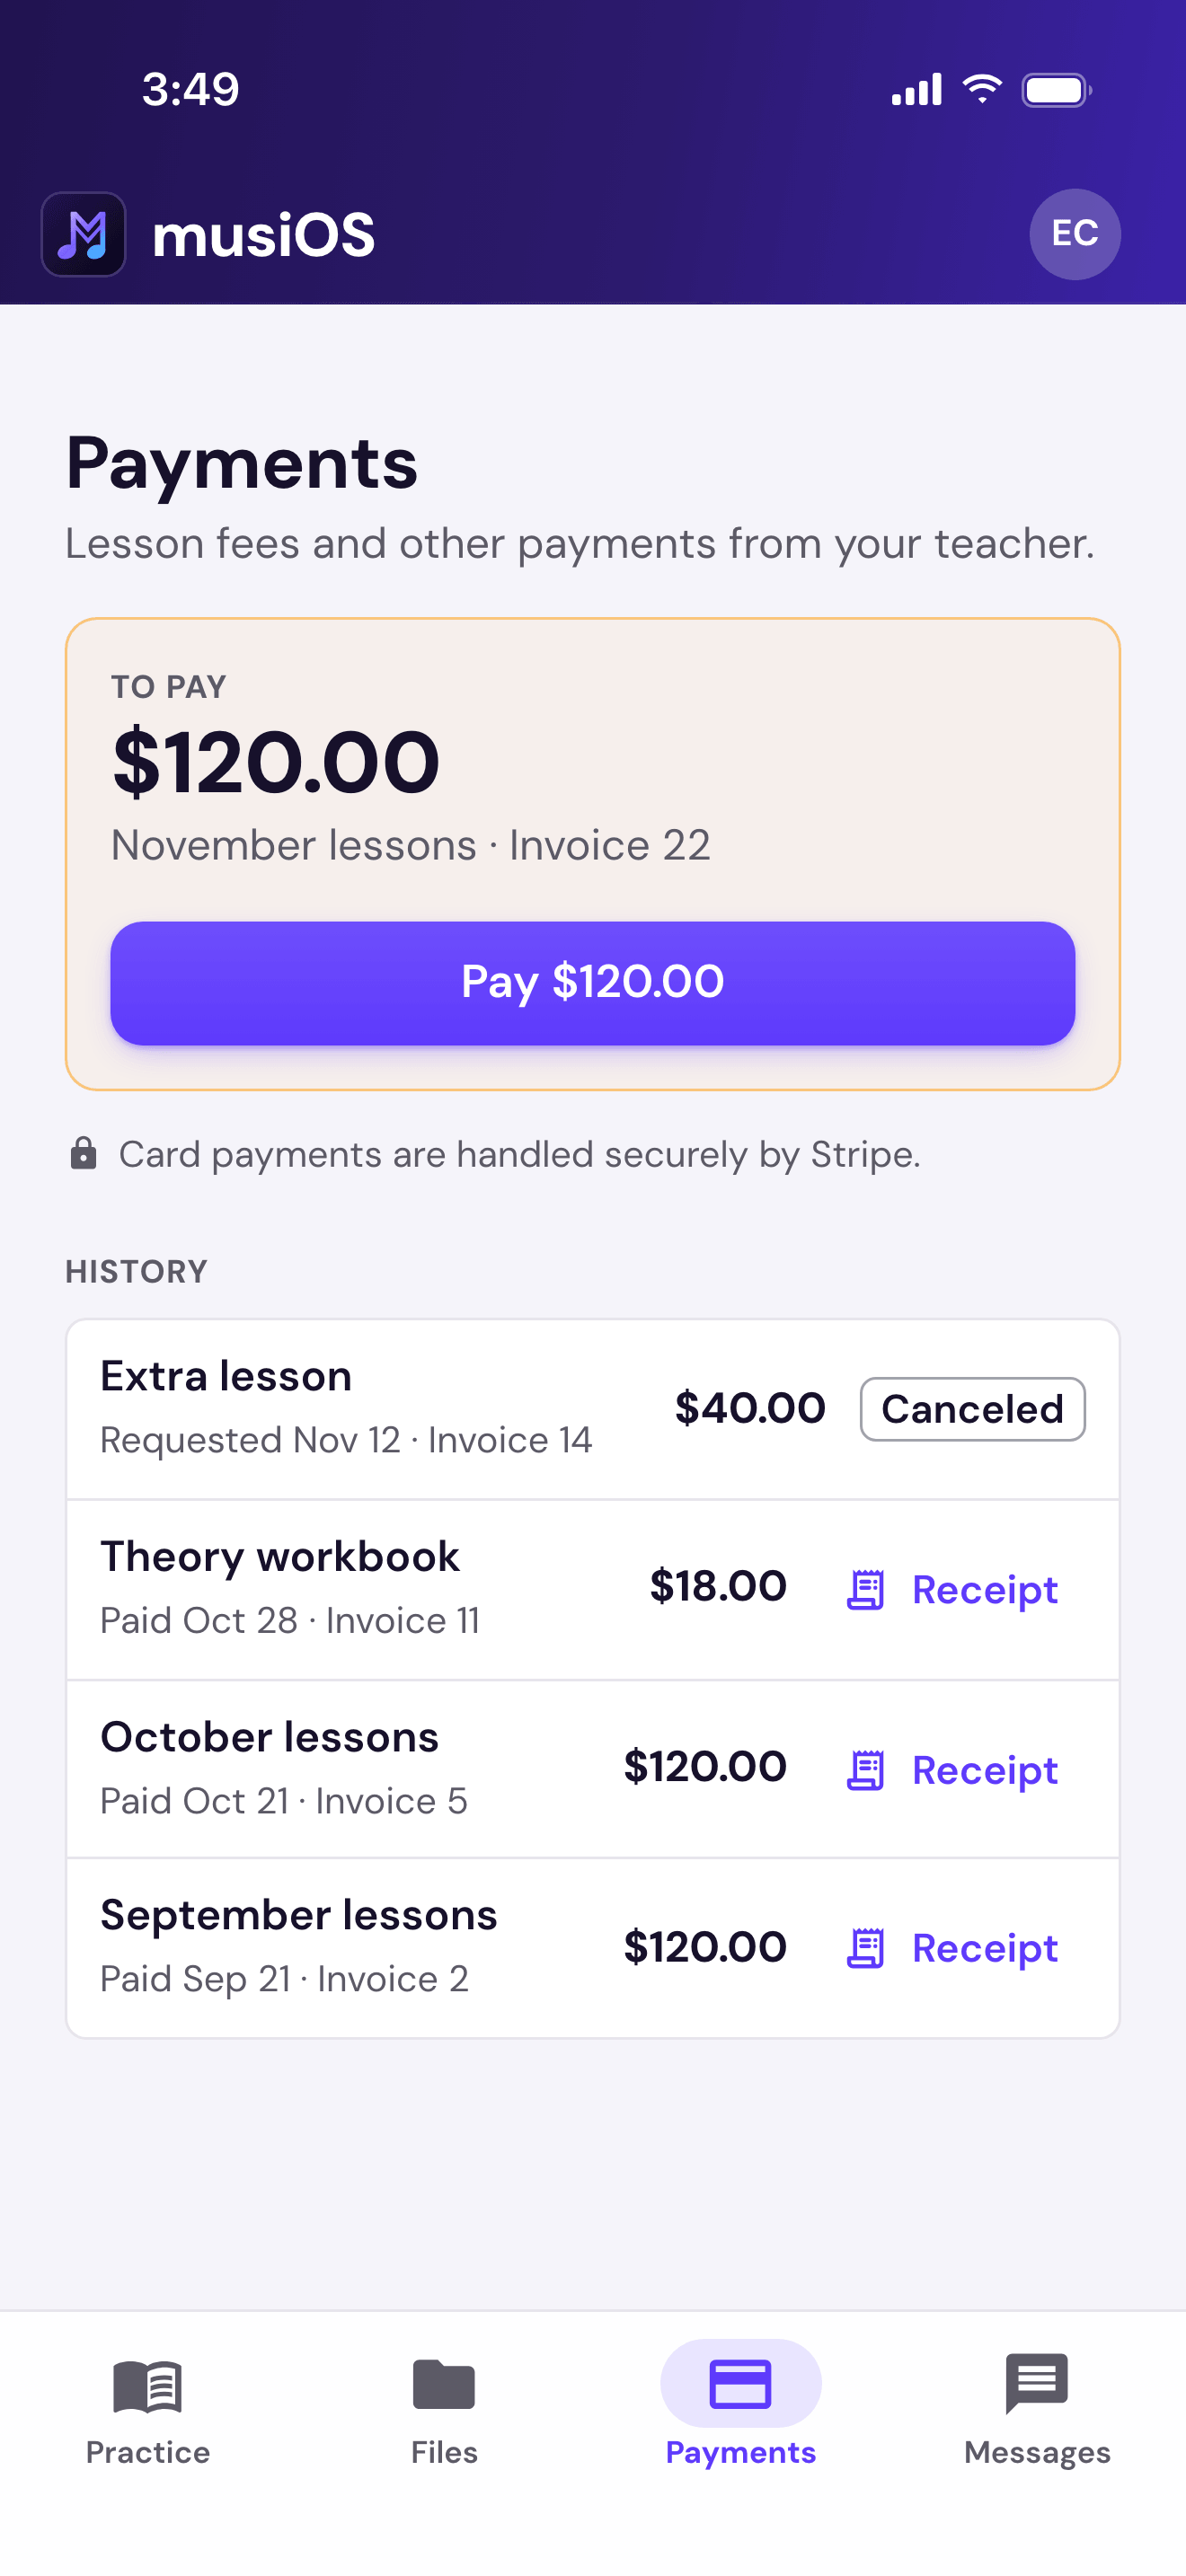 3:49
musiOS
EC
Payments
Lesson fees and other payments from your teacher.
TO PAY
$120.00
November lessons · Invoice 22
Pay $120.00
Card payments are handled securely by Stripe.
HISTORY
Extra lesson
Requested Nov 12 · Invoice 14
$40.00
Canceled
Theory workbook
Paid Oct 28 · Invoice 11
$18.00
Receipt
October lessons
Paid Oct 21 · Invoice 5
$120.00
Receipt
September lessons
Paid Sep 21 · Invoice 2
$120.00
Receipt
Practice
Files
Payments
Messages